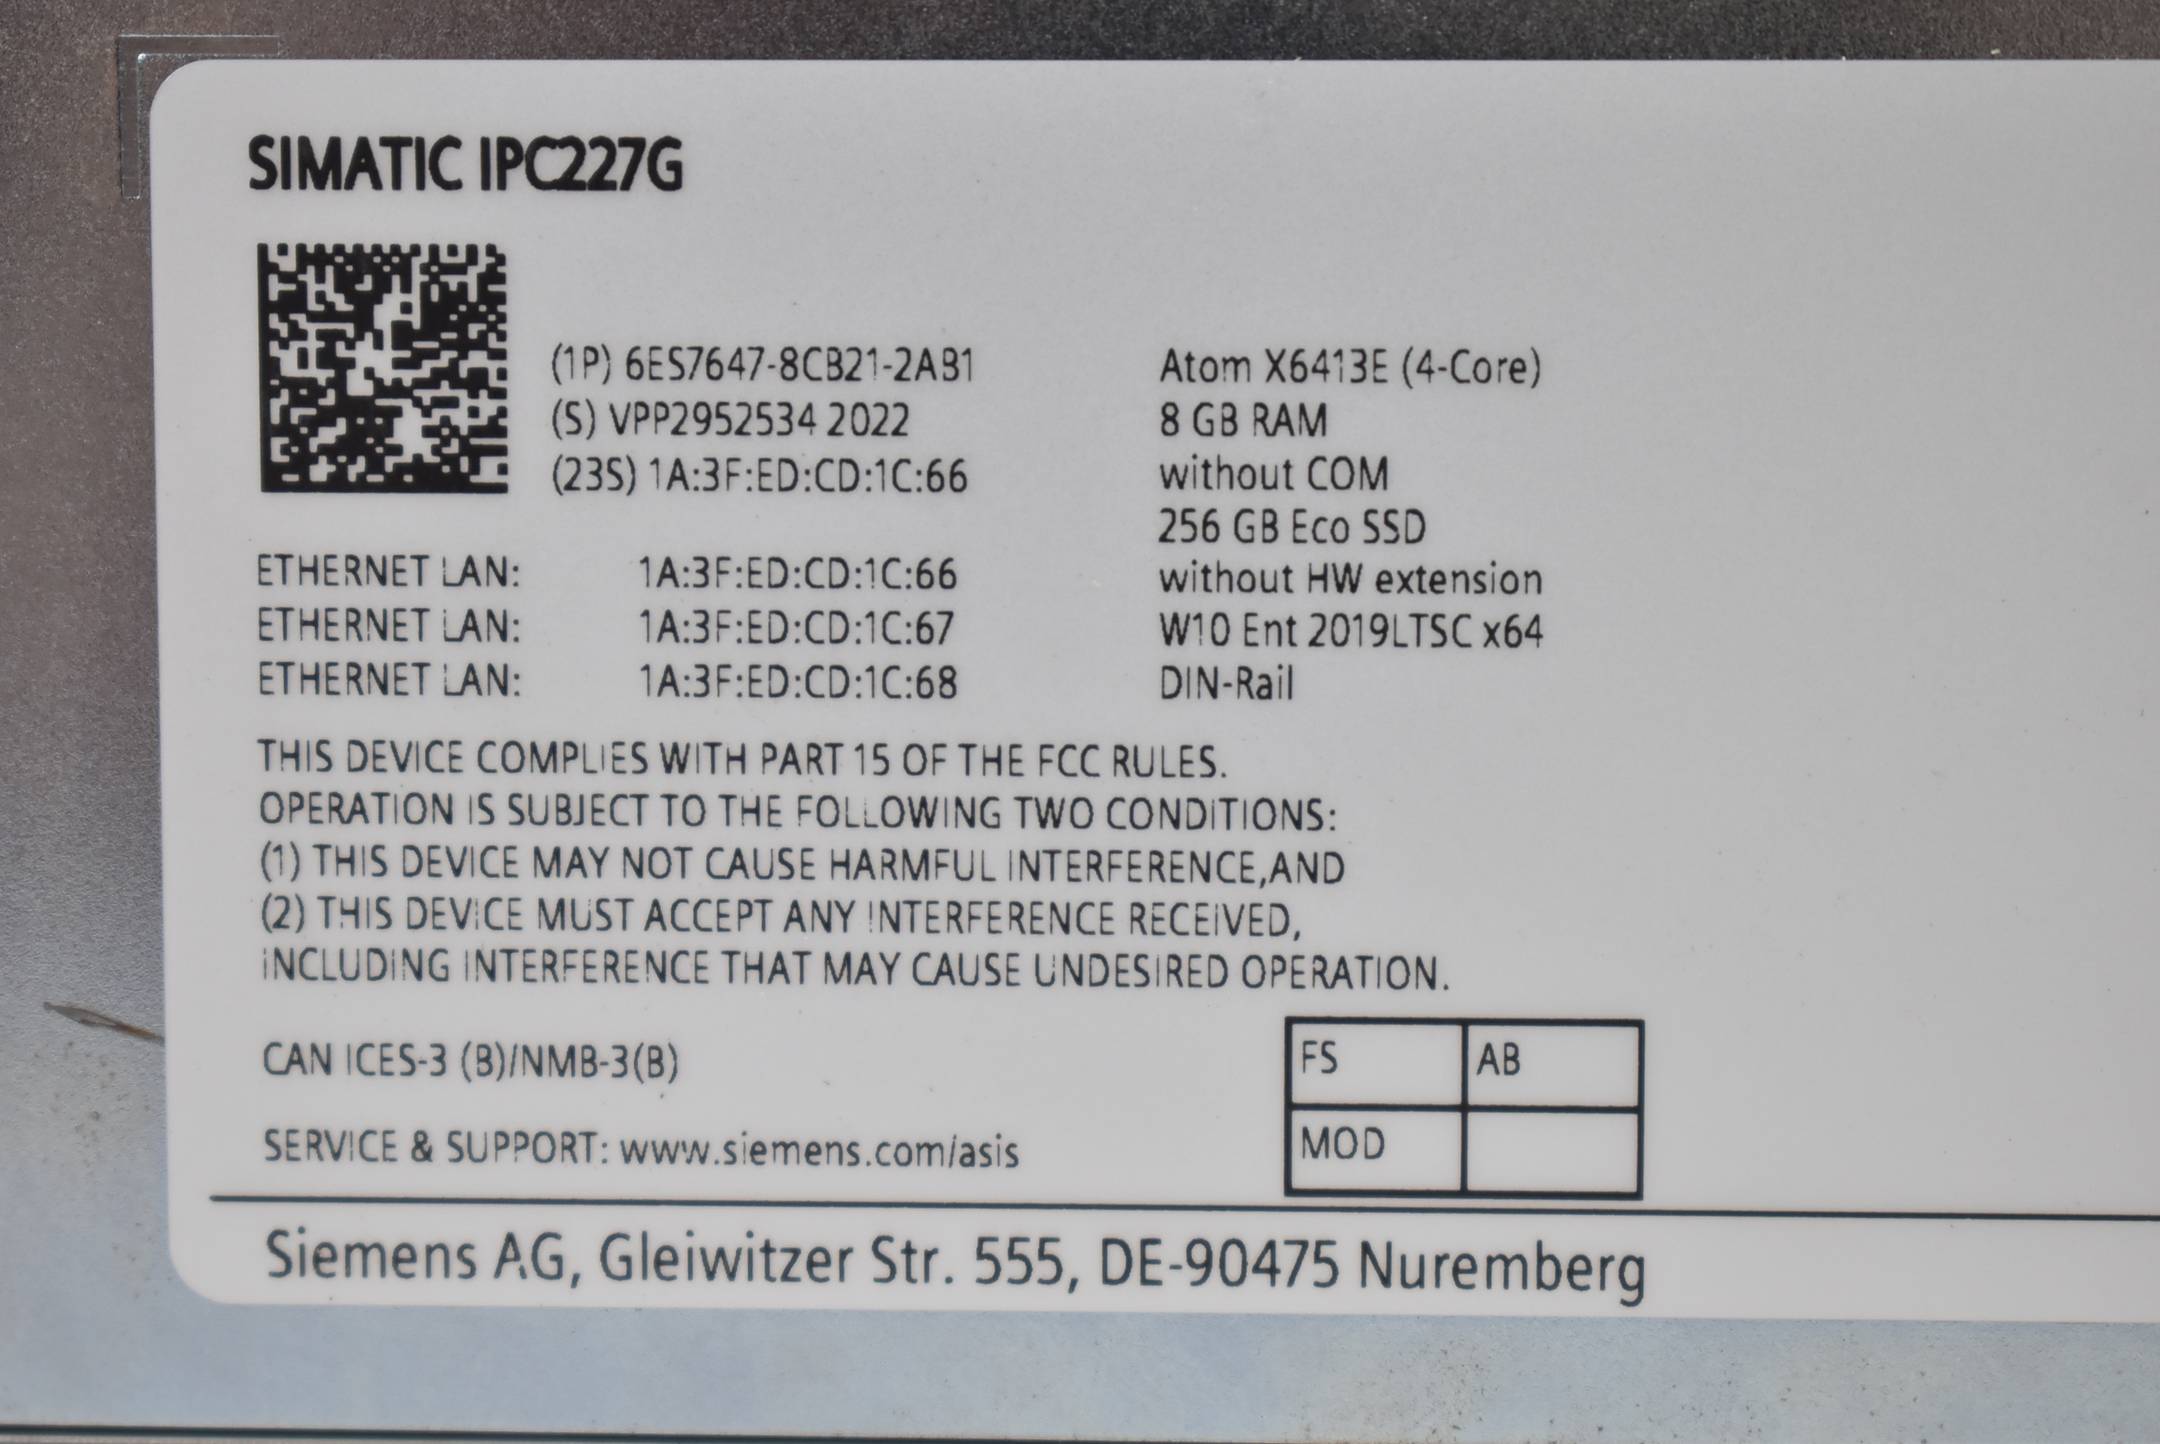 SIMATIC IPC227G
(1P) 6ES7647-8CB21-2AB1
(S) VPP2952534 2022
(23S) 1A:3F:ED:CD:1C:66
ETHERNET LAN: 1A:3F:ED:CD:1C:66
ETHERNET LAN: 1A:3F:ED:CD:1C:67
ETHERNET LAN: 1A:3F:ED:CD:1C:68
Atom X6413E (4-Core)
8 GB RAM
without COM
256 GB Eco SSD
without HW extension
W10 Ent 2019LTSC x64
DIN-Rail
THIS DEVICE COMPLIES WITH PART 15 OF THE FCC RULES.
OPERATION IS SUBJECT TO THE FOLLOWING TWO CONDITIONS:
(1) THIS DEVICE MAY NOT CAUSE HARMFUL INTERFERENCE,AND
(2) THIS DEVICE MUST ACCEPT ANY INTERFERENCE RECEIVED,
INCLUDING INTERFERENCE THAT MAY CAUSE UNDESIRED OPERATION.
CAN ICES-3 (B)/NMB-3(B)
FS AB
MOD
SERVICE & SUPPORT: www.siemens.com/asis
Siemens AG, Gleiwitzer Str. 555, DE-90475 Nuremberg